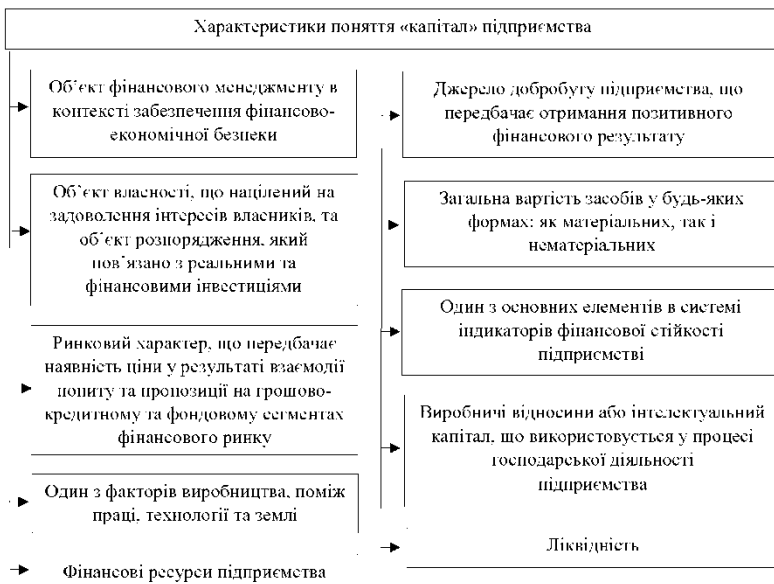 Характеристики поняття «капітал» підприємства
Об’єкт фінансового менеджменту в
контексті забезпечення фінансово-
економічної безпеки
Об’єкт власності, що націлений на
задоволення інтересів власників, та
об’єкт розпорядження, який
пов’язано з реальними та
фінансовими інвестиціями
Ринковий характер, що передбачає
наявність ціни у результаті взаємодії
попиту та пропозиції на грошово-
кредитному та фондовому сегментах
фінансового ринку
Один з факторів виробництва, поміж
праці, технології та землі
Фінансові ресурси підприємства
Джерело добробуту підприємства, що
передбачає отримання позитивного
фінансового результату
Загальна вартість засобів у будь-яких
формах: як матеріальних, так і
нематеріальних
Один з основних елементів в системі
індикаторів фінансової стійкості
підприємстві
Виробничі відносини або інтелектуальний
капітал, що використовується у процесі
господарської діяльності
підприємства
Ліквідність